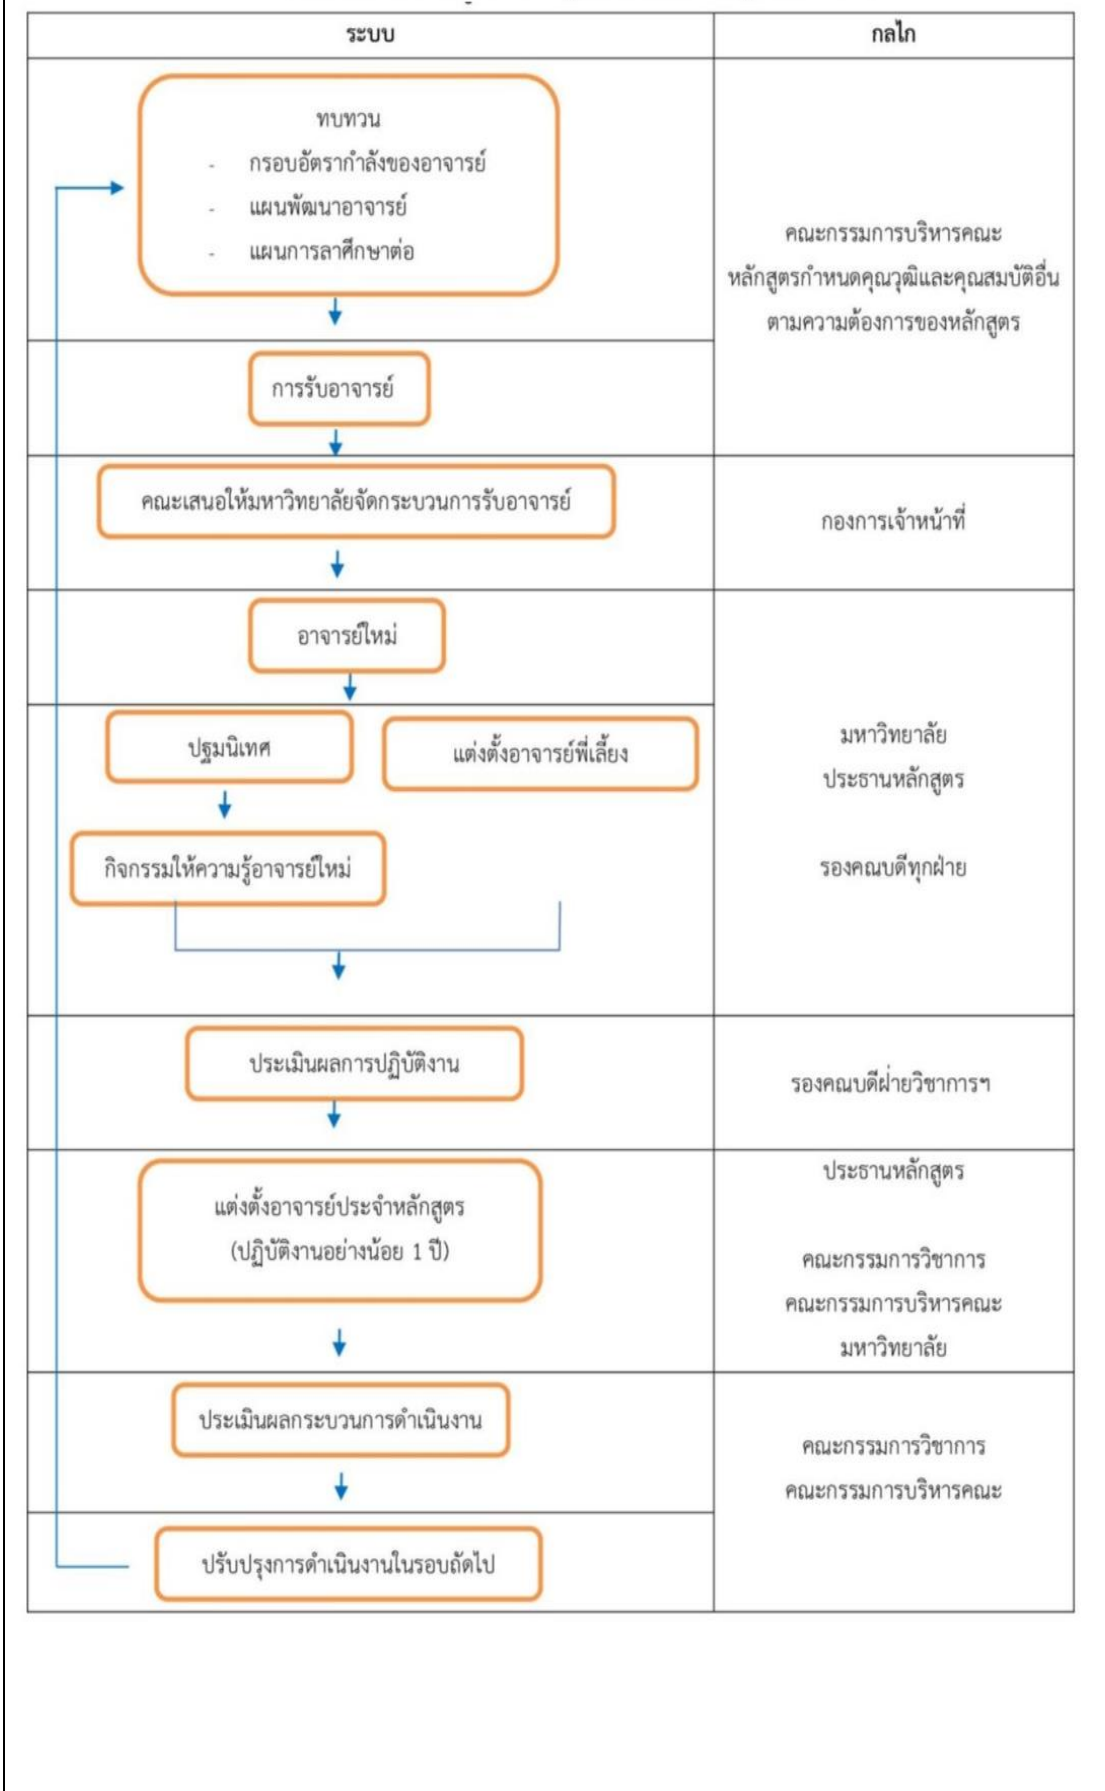 ระบบ
กลไก
ทบทวน
- กรอบอัตรากำลังของอาจารย์
- แผนพัฒนาอาจารย์
- แผนการลาศึกษาต่อ
คณะกรรมการบริหารคณะ
หลักสูตรกำหนดคุณวุฒิและคุณสมบัติอื่น
ตามความต้องการของหลักสูตร
การรับอาจารย์
คณะเสนอให้มหาวิทยาลัยจัดกระบวนการรับอาจารย์
กองการเจ้าหน้าที่
อาจารย์ใหม่
ปฐมนิเทศ
แต่งตั้งอาจารย์พี่เลี้ยง
กิจกรรมให้ความรู้อาจารย์ใหม่
มหาวิทยาลัย
ประธานหลักสูตร
รองคณบดีทุกฝ่าย
ประเมินผลการปฏิบัติงาน
รองคณบดีฝ่ายวิชาการฯ
แต่งตั้งอาจารย์ประจำหลักสูตร
(ปฏิบัติงานอย่างน้อย 1 ปี)
ประธานหลักสูตร
คณะกรรมการวิชาการ
คณะกรรมการบริหารคณะ
มหาวิทยาลัย
ประเมินผลกระบวนการดำเนินงาน
คณะกรรมการวิชาการ
คณะกรรมการบริหารคณะ
ปรับปรุงการดำเนินงานในรอบถัดไป